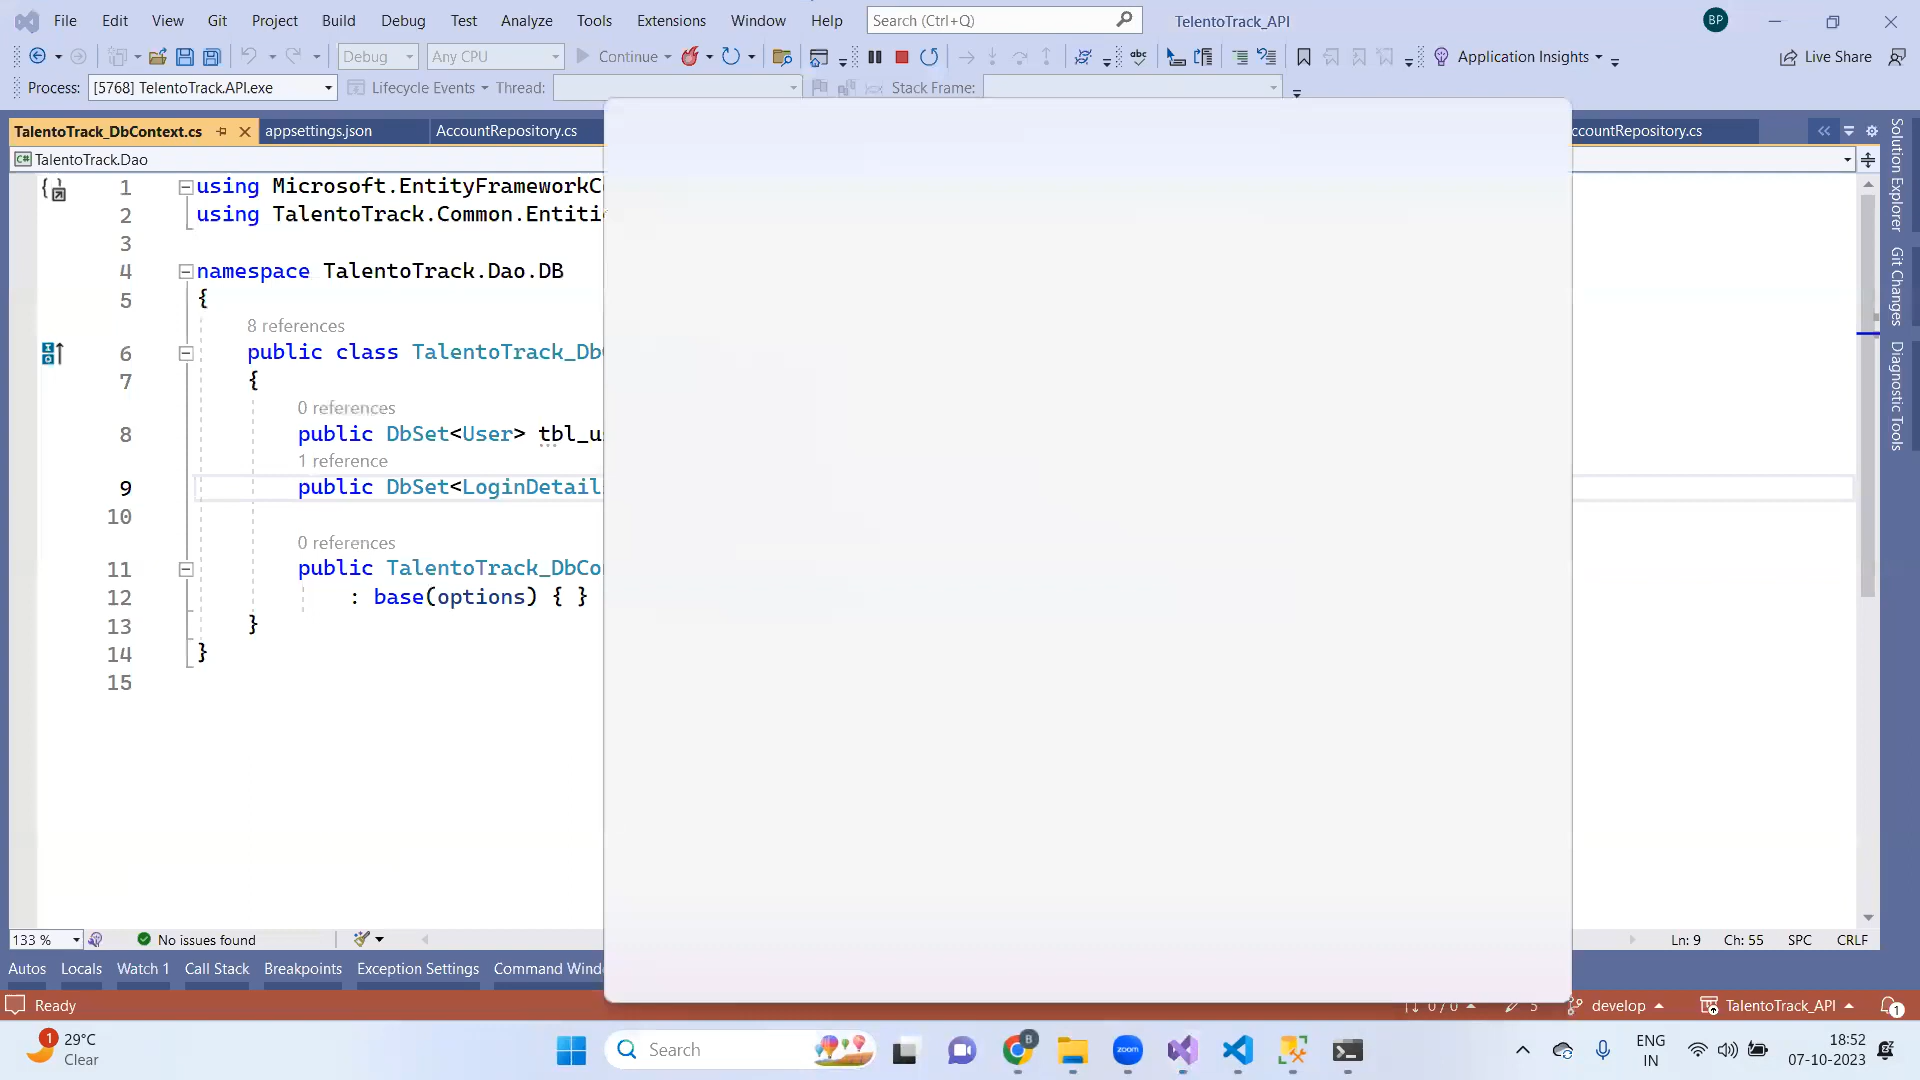 File Edit View Git Project Build Debug Test Analyze Tools Extensions Window Help Search (Ctrl+Q) TelentoTrack_API BP
Debug Any CPU Continue Application Insights Live Share
Process: [5768] TelentoTrack.API.exe Lifecycle Events Thread: Stack Frame:
TalentoTrack_DbContext.cs appsettings.json AccountRepository.cs ccountRepository.cs
TalentoTrack.Dao
1 using Microsoft.EntityFrameworkC
2 using TalentoTrack.Common.Entiti
3
4 namespace TalentoTrack.Dao.DB
5 {
8 references
6 public class TalentoTrack_Db
7 {
0 references
8 public DbSet<User> tbl_u
1 reference
9 public DbSet<LoginDetail
10
0 references
11 public TalentoTrack_DbCo
12 : base(options) { }
13 }
14 }
15
Solution Explorer
Git Changes
Diagnostic Tools
133 % No issues found Ln: 9 Ch: 55 SPC CRLF
Autos Locals Watch 1 Call Stack Breakpoints Exception Settings Command Wind
Ready 0 / 0 5 develop TalentoTrack_API 1
1 29°C
Clear
Search
B
zoom
ENG
IN
18:52
07-10-2023